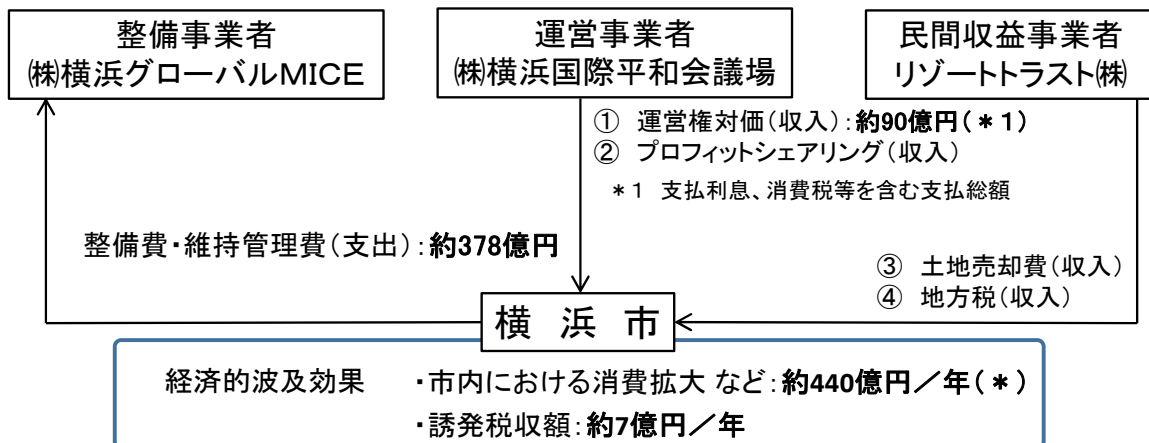 整備事業者
㈱横浜グローバルMICE
運営事業者
㈱横浜国際平和会議場
民間収益事業者
リゾートトラスト㈱
① 運営権対価（収入）：約90億円（＊1）
② プロフィットシェアリング（収入）
＊1 支払利息、消費税等を含む支払総額
整備費・維持管理費（支出）：約378億円
③ 土地売却費（収入）
④ 地方税（収入）
横 浜 市
経済的波及効果 ・市内における消費拡大 など：約440億円／年（＊）
・誘発税収額：約7億円／年